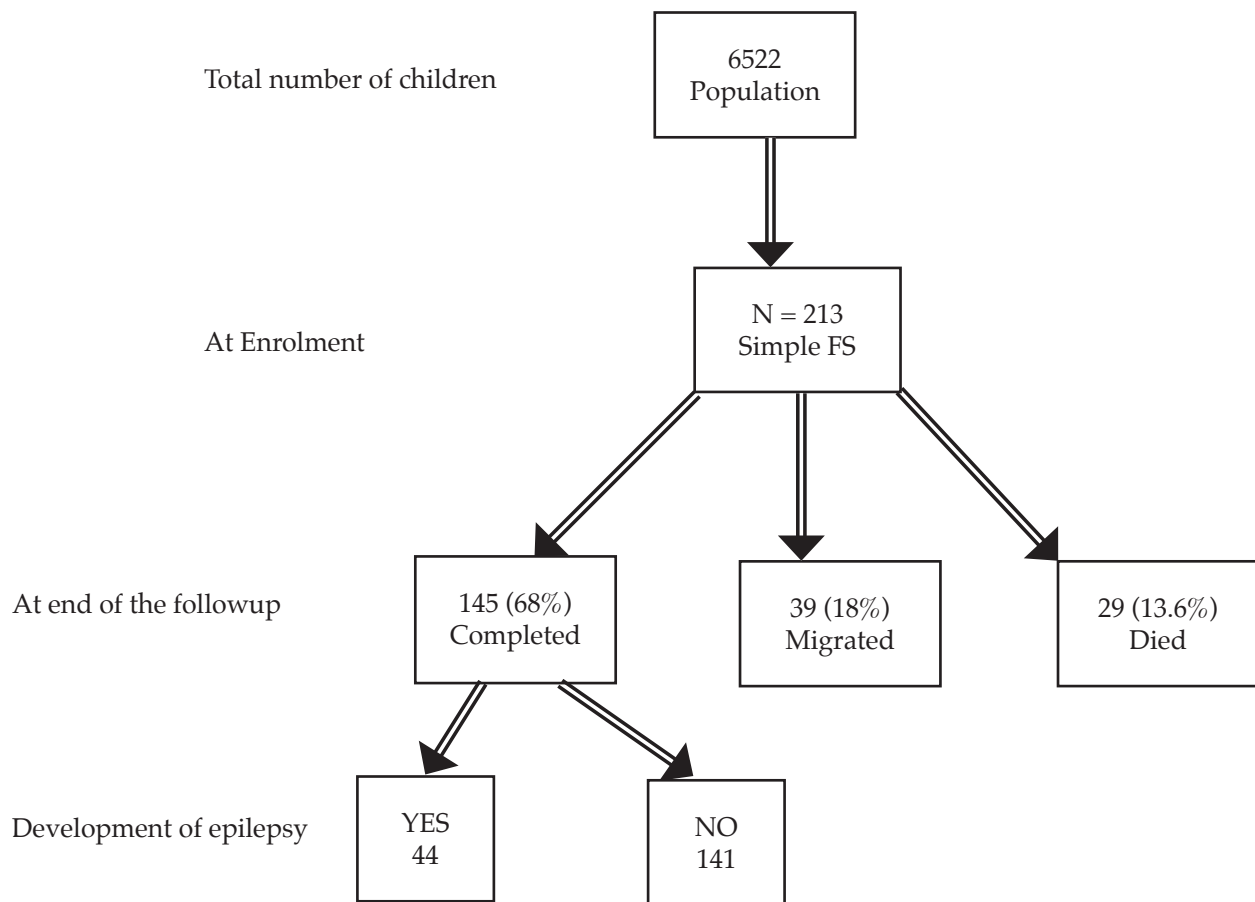 Total number of children
6522
Population
At Enrolment
N = 213
Simple FS
At end of the followup
145 (68%)
Completed
39 (18%)
Migrated
29 (13.6%)
Died
Development of epilepsy
YES
44
NO
141